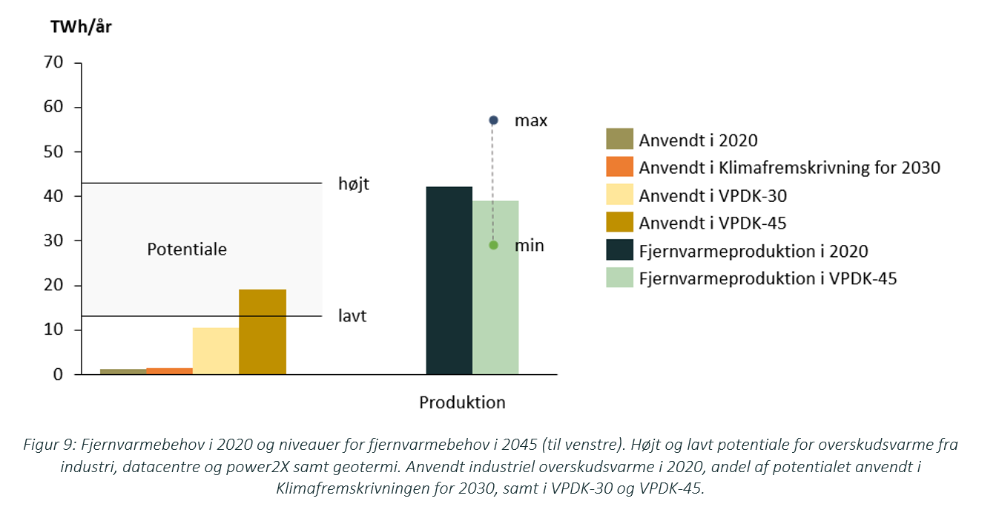 TWh/år
70
60
50
40
30
20
10
0
højt
Potentiale
lavt
max
min
Produktion
Anvendt i 2020
Anvendt i Klimafremskrivning for 2030
Anvendt i VPDK-30
Anvendt i VPDK-45
Fjernvarmeproduktion i 2020
Fjernvarmeproduktion i VPDK-45
Figur 9: Fjernvarmebehov i 2020 og niveauer for fjernvarmebehov i 2045 (til venstre). Højt og lavt potentiale for overskudsvarme fra
industri, datacentre og power2X samt geotermi. Anvendt industriel overskudsvarme i 2020, andel af potentialet anvendt i
Klimafremskrivningen for 2030, samt i VPDK-30 og VPDK-45.